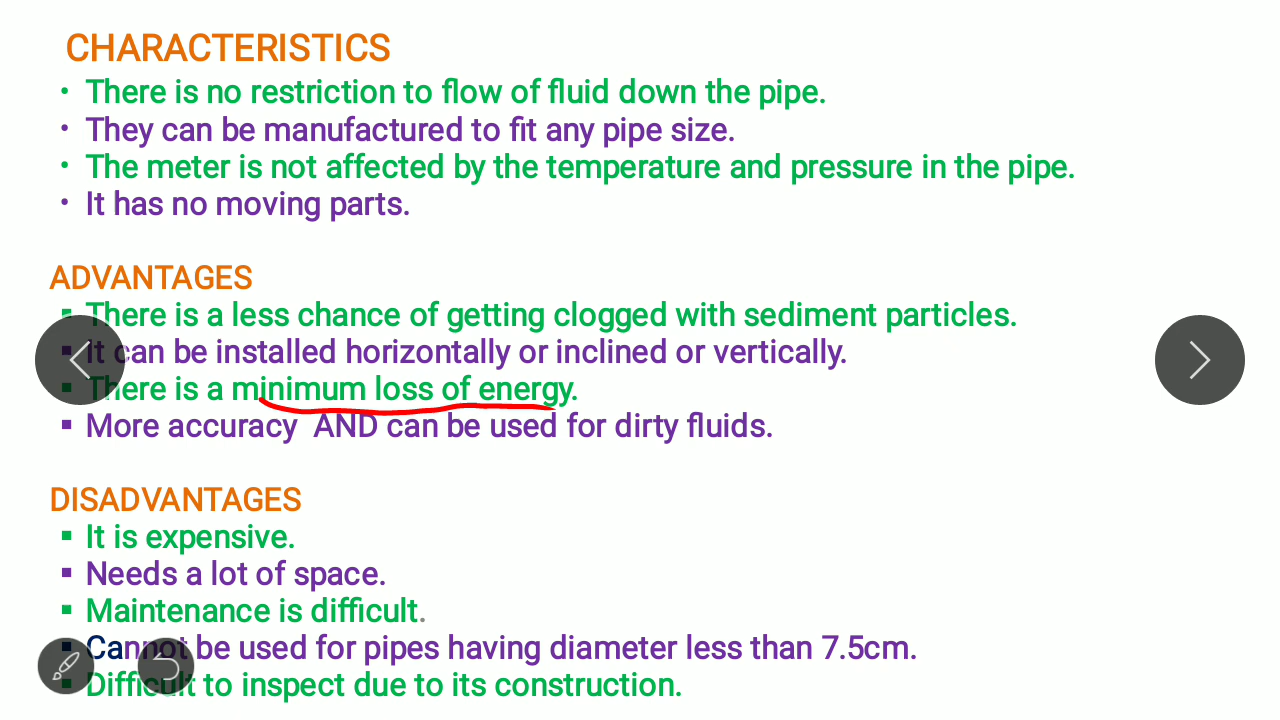 CHARACTERISTICS
• There is no restriction to flow of fluid down the pipe.
• They can be manufactured to fit any pipe size.
• The meter is not affected by the temperature and pressure in the pipe.
• It has no moving parts.
ADVANTAGES
▪ There is a less chance of getting clogged with sediment particles.
▪ It can be installed horizontally or inclined or vertically.
▪ There is a minimum loss of energy.
▪ More accuracy AND can be used for dirty fluids.
DISADVANTAGES
▪ It is expensive.
▪ Needs a lot of space.
▪ Maintenance is difficult.
▪ Cannot be used for pipes having diameter less than 7.5cm.
▪ Difficult to inspect due to its construction.